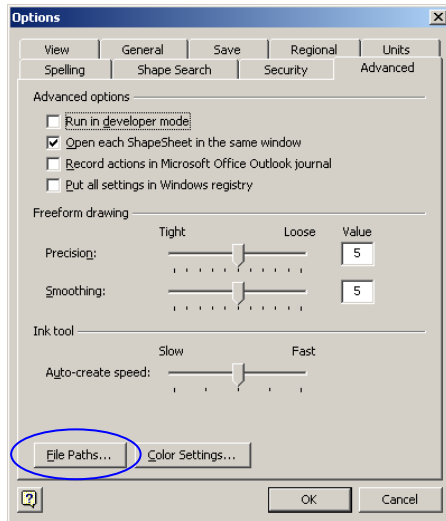 Options
View General Save Regional Units
Spelling Shape Search Security Advanced
Advanced options
Run in developer mode
Open each ShapeSheet in the same window
Record actions in Microsoft Office Outlook journal
Put all settings in Windows registry
Freeform drawing
Tight Loose Value
Precision: 5
Smoothing: 5
Ink tool
Slow Fast
Auto-create speed:
File Paths... Color Settings...
? OK Cancel